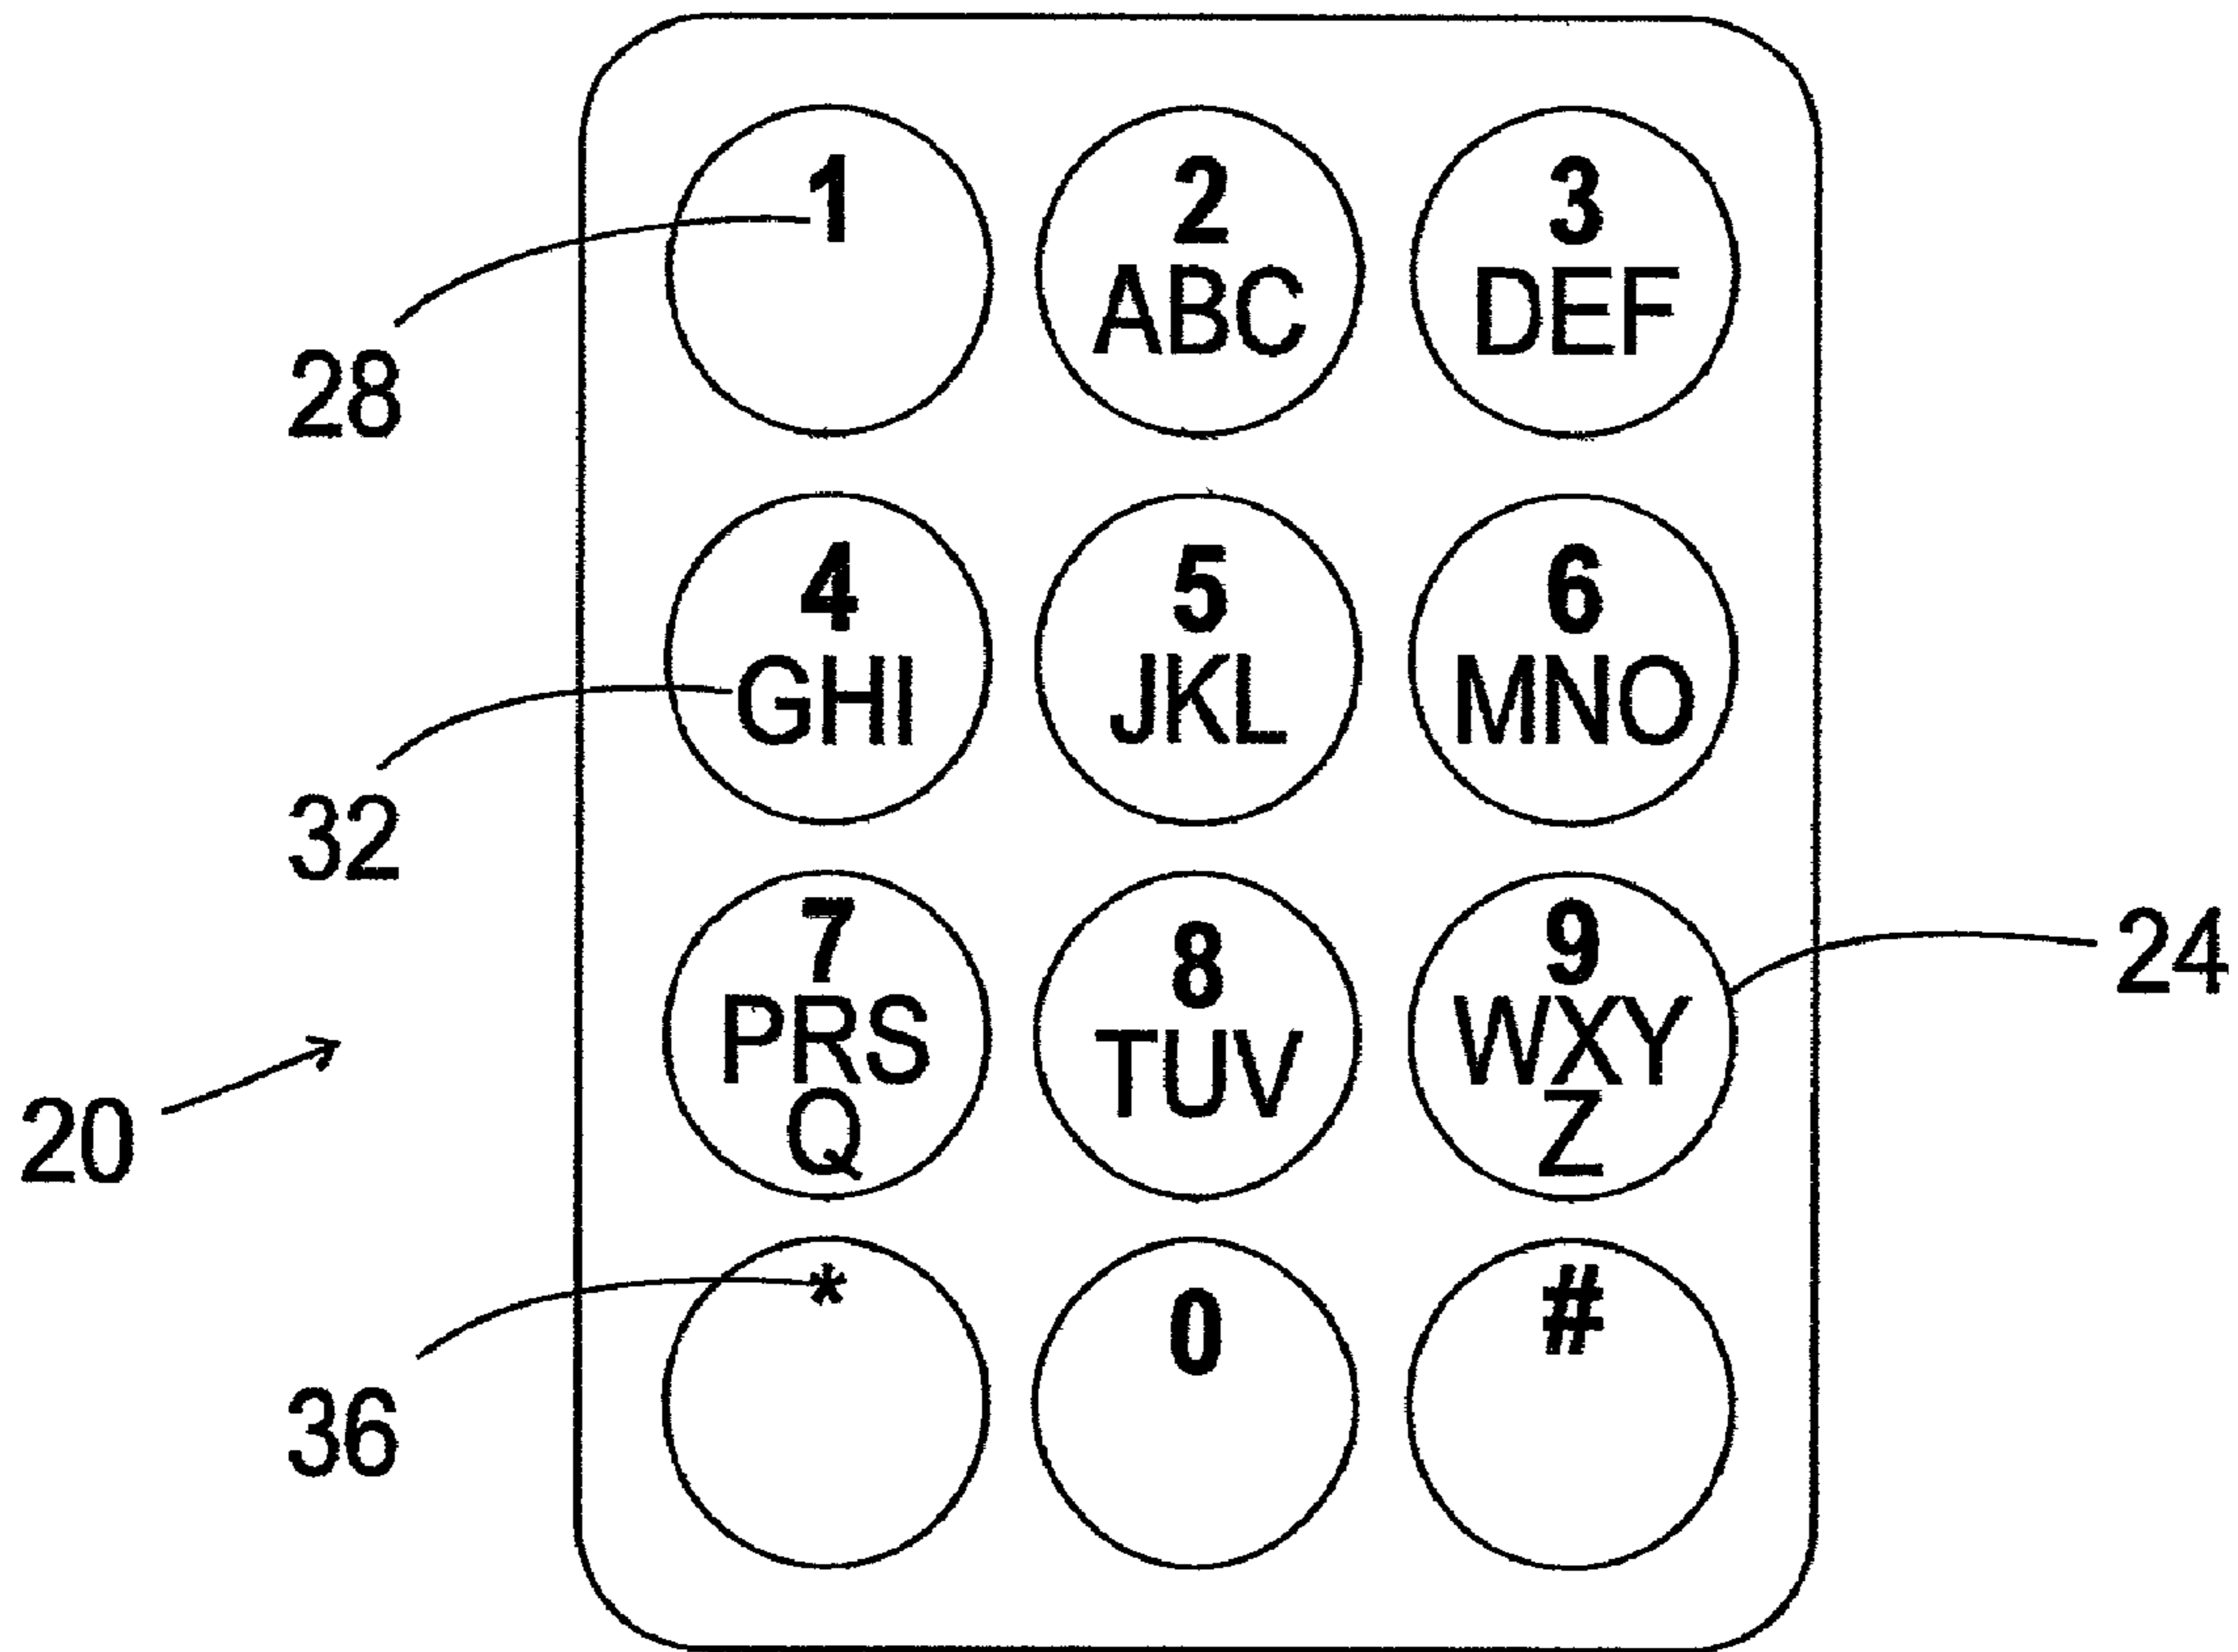 1 2 3
ABC DEF
28
4 5 6
GHI JKL MNO
32
7 8 9
PRS TUV WXY
Q Z
24
20
* 0 #
36